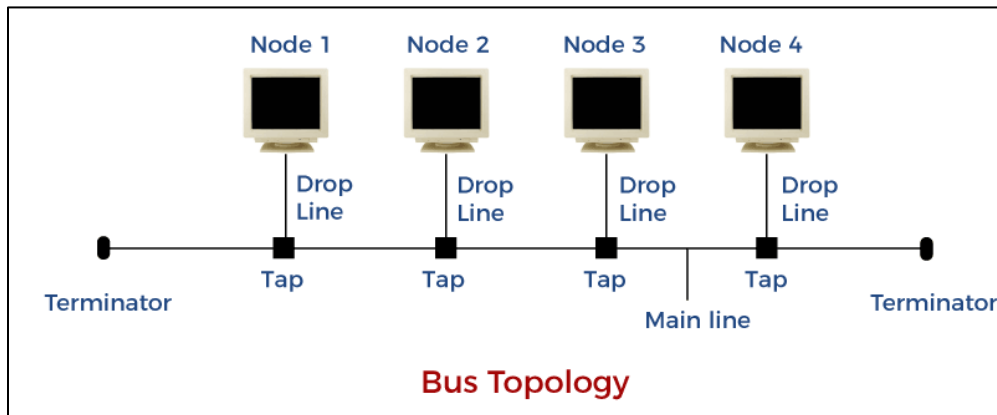 Node 1
Node 2
Node 3
Node 4
Drop
Line
Drop
Line
Drop
Line
Drop
Line
Terminator
Tap
Tap
Tap
Tap
Terminator
Main line
Bus Topology